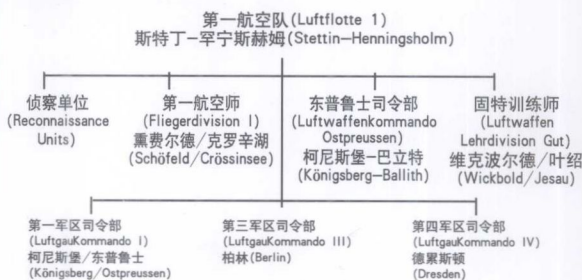 第一航空队(Luftflotte 1)
斯特丁-罕宁斯赫姆(Stettin-Henningsholm)
侦察单位
(Reconnaissance
Units)
第一航空师
(Fliegerdivision I)
熏费尔德/克罗辛湖
(Schöfeld/Crössinsee)
东普鲁士司令部
(Luftwaffenkommando
Ostpreussen)
柯尼斯堡-巴立特
(Königsberg-Ballith)
固特训练师
(Luftwaffen
Lehrdivision Gut)
维克波尔德/叶绍
(Wickbold/Jesau)
第一军区司令部
(LuftgauKommando I)
柯尼斯堡/东普鲁士
(Königsberg/Ostpreussen)
第三军区司令部
(LuftgauKommando III)
柏林(Berlin)
第四军区司令部
(LuftgauKommando IV)
德累斯顿
(Dresden)